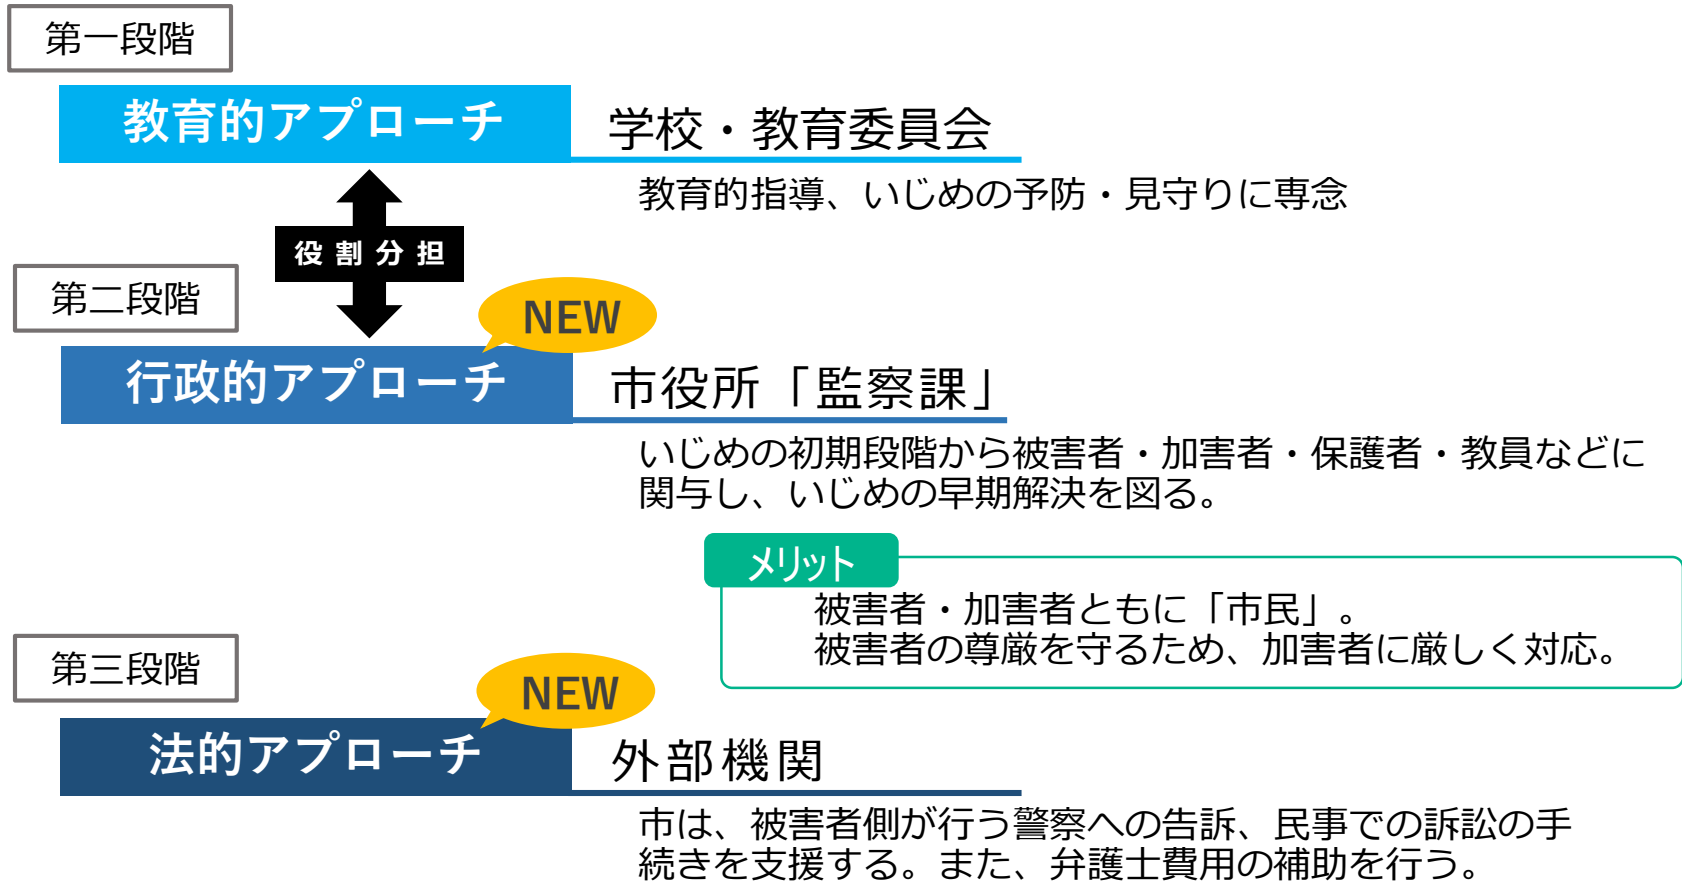 第一段階
教育的アプローチ
学校・教育委員会
教育的指導、いじめの予防・見守りに専念
役割分担
第二段階
NEW
行政的アプローチ
市役所「監察課」
いじめの初期段階から被害者・加害者・保護者・教員などに
関与し、いじめの早期解決を図る。
メリット
被害者・加害者ともに「市民」。
被害者の尊厳を守るため、加害者に厳しく対応。
第三段階
NEW
法的アプローチ
外部機関
市は、被害者側が行う警察への告訴、民事での訴訟の手
続きを支援する。また、弁護士費用の補助を行う。